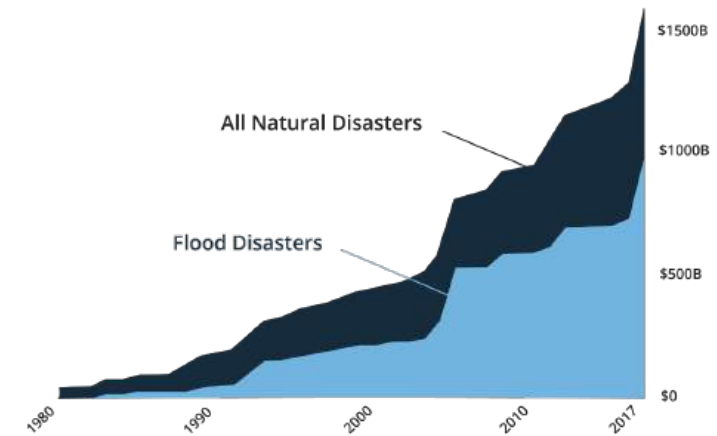 $1500B
All Natural Disasters
$1000B
Flood Disasters
$500B
$0
1980
1990
2000
2010
2017